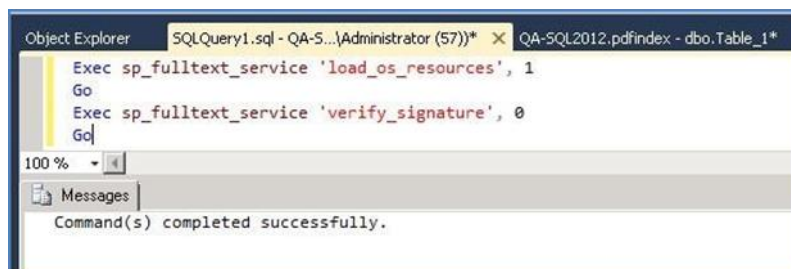 Object Explorer SQLQuery1.sql - QA-S...\Administrator (57))* QA-SQL2012.pdfindex - dbo.Table_1*
Exec sp_fulltext_service 'load_os_resources', 1
Go
Exec sp_fulltext_service 'verify_signature', 0
Go
100 %
Messages
Command(s) completed successfully.